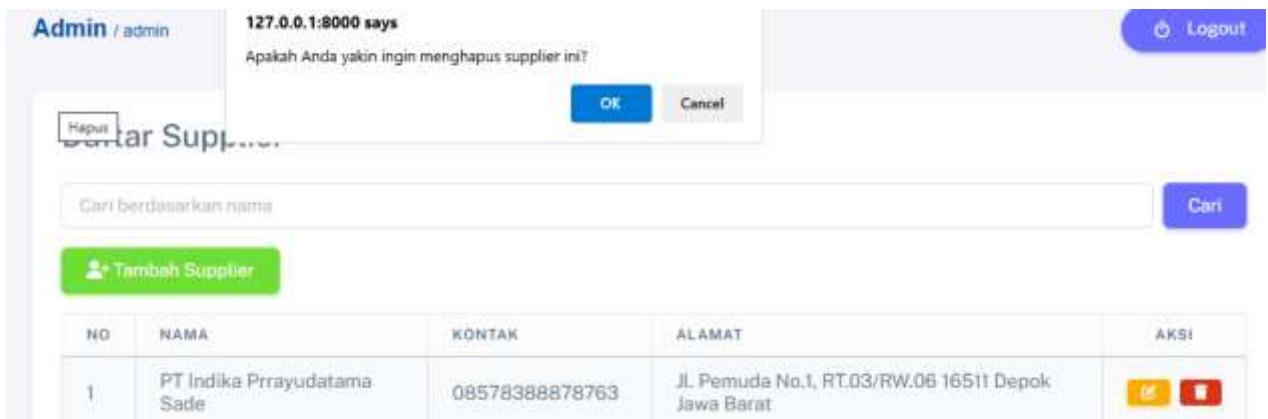 Admin / admin
127.0.0.1:8000 says
Apakah Anda yakin ingin menghapus supplier ini?
OK Cancel
Logout
Hapus
Daftar Supplier
Cari berdasarkan nama
Cari
Tambah Supplier
NO NAMA KONTAK ALAMAT AKSI
1 PT Indika Prrayudatama Sade 08578388878763 Jl. Pemuda No.1, RT.03/RW.06 16511 Depok
Jawa Barat